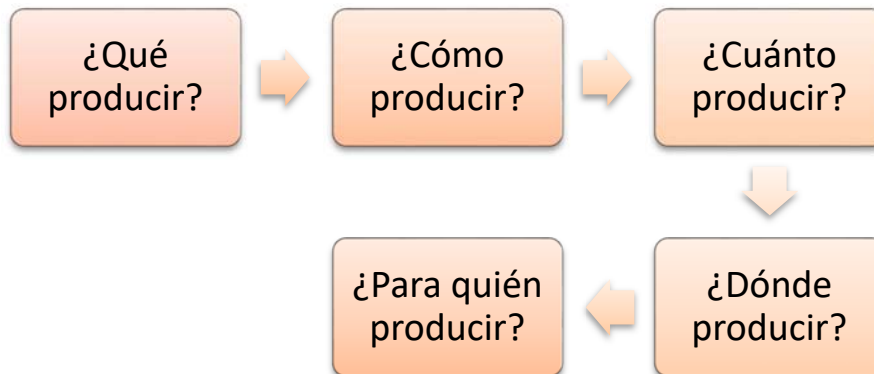 ¿Qué
producir?
¿Cómo
producir?
¿Cuánto
producir?
¿Dónde
producir?
¿Para quién
producir?